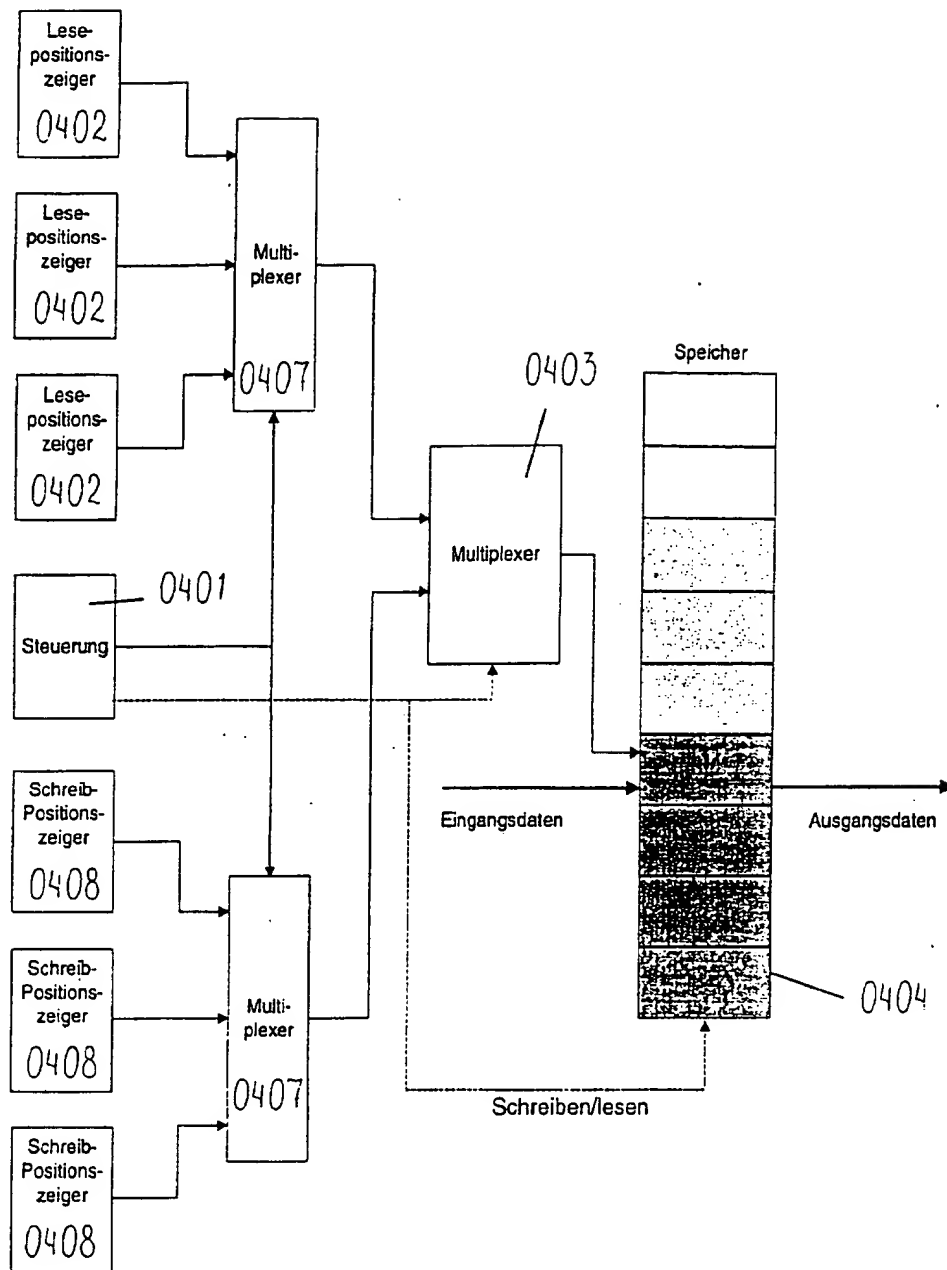 Lese-
positions-
zeiger
0402
Lese-
positions-
zeiger
0402
Lese-
positions-
zeiger
0402
Multi-
plexer
0407
0403
Speicher
Multiplexer
0401
Steuerung
Eingangsdaten
Ausgangsdaten
Schreib-
Positions-
zeiger
0408
Schreib-
Positions-
zeiger
0408
Schreib-
Positions-
zeiger
0408
Multi-
plexer
0407
0404
Schreiben/lesen